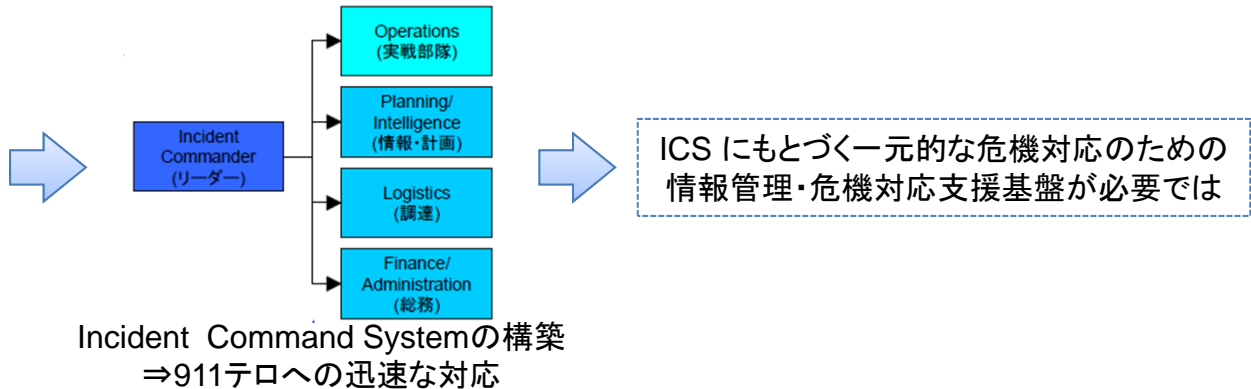 Operations
(実戦部隊)
Planning/
Intelligence
(情報・計画)
Incident
Commander
(リーダー)
Logistics
(調達)
Finance/
Administration
(総務)
Incident Command Systemの構築
⇒911テロへの迅速な対応
ICS にもとづく一元的な危機対応のための
情報管理・危機対応支援基盤が必要では